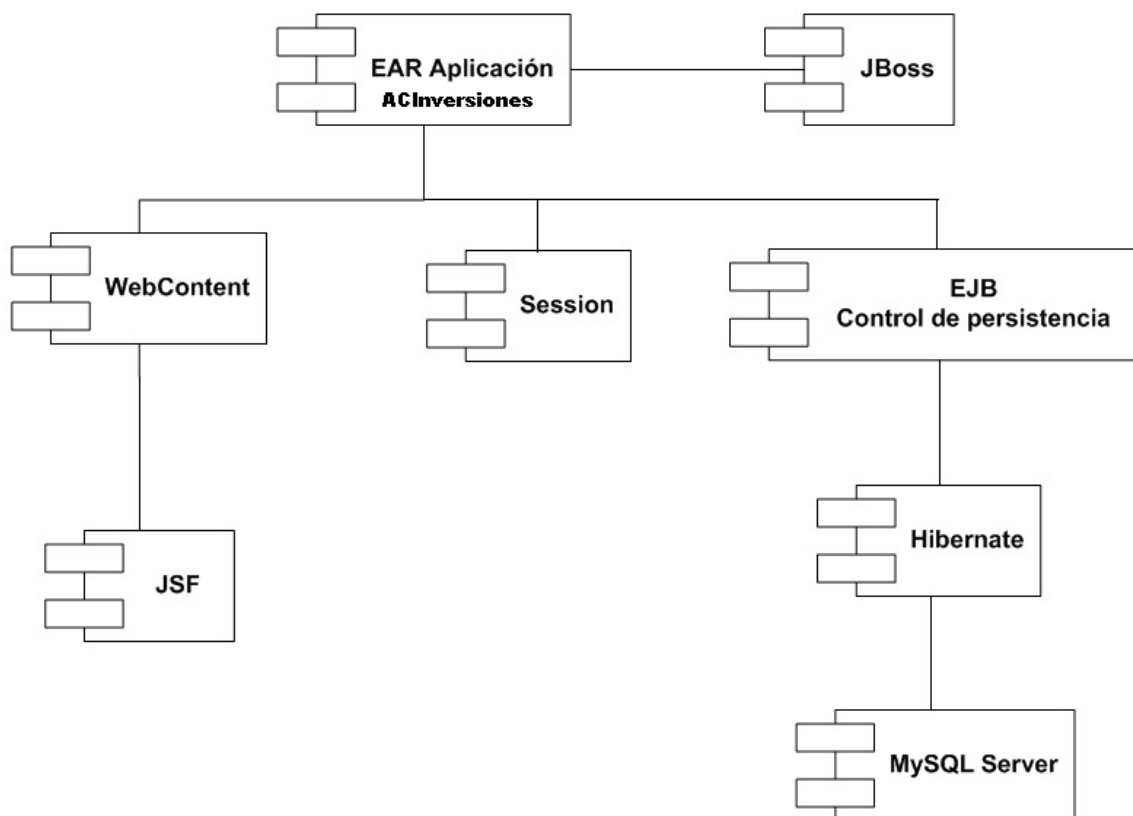 EAR Aplicación
ACInversiones
JBoss
WebContent
Session
EJB
Control de persistencia
Hibernate
JSF
MySQL Server